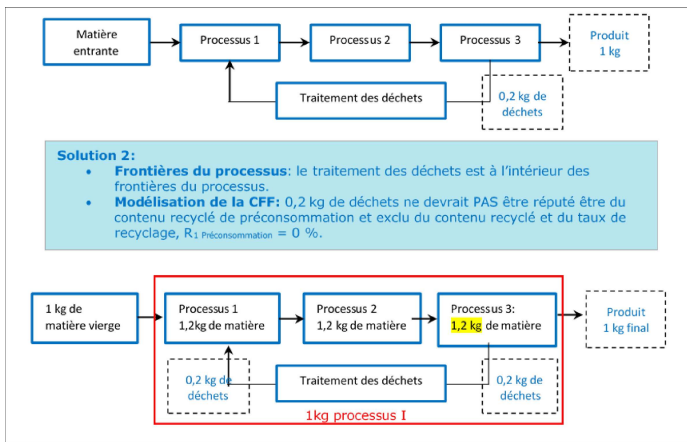 Matière
entrante
Processus 1
Processus 2
Processus 3
Produit
1 kg
Traitement des déchets
0,2 kg de
déchets
Solution 2:
• Frontières du processus: le traitement des déchets est à l'intérieur des
frontières du processus.
• Modélisation de la CFF: 0,2 kg de déchets ne devrait PAS être réputé être du
contenu recyclé de préconsommation et exclu du contenu recyclé et du taux de
recyclage, R1 Préconsommation = 0 %.
1 kg de
matière vierge
Processus 1
1,2kg de matière
Processus 2
1,2 kg de matière
Processus 3:
1,2 kg de matière
Produit
1 kg final
0,2 kg de
déchets
Traitement des déchets
0,2 kg de
déchets
1kg processus I